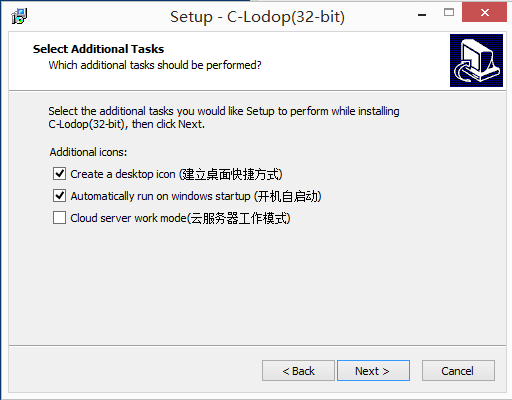 Setup - C-Lodop(32-bit)
Select Additional Tasks
Which additional tasks should be performed?
Select the additional tasks you would like Setup to perform while installing
C-Lodop(32-bit), then click Next.
Additional icons:
Create a desktop icon (建立桌面快捷方式)
Automatically run on windows startup (开机自启动)
Cloud server work mode(云服务器工作模式)
< Back
Next >
Cancel